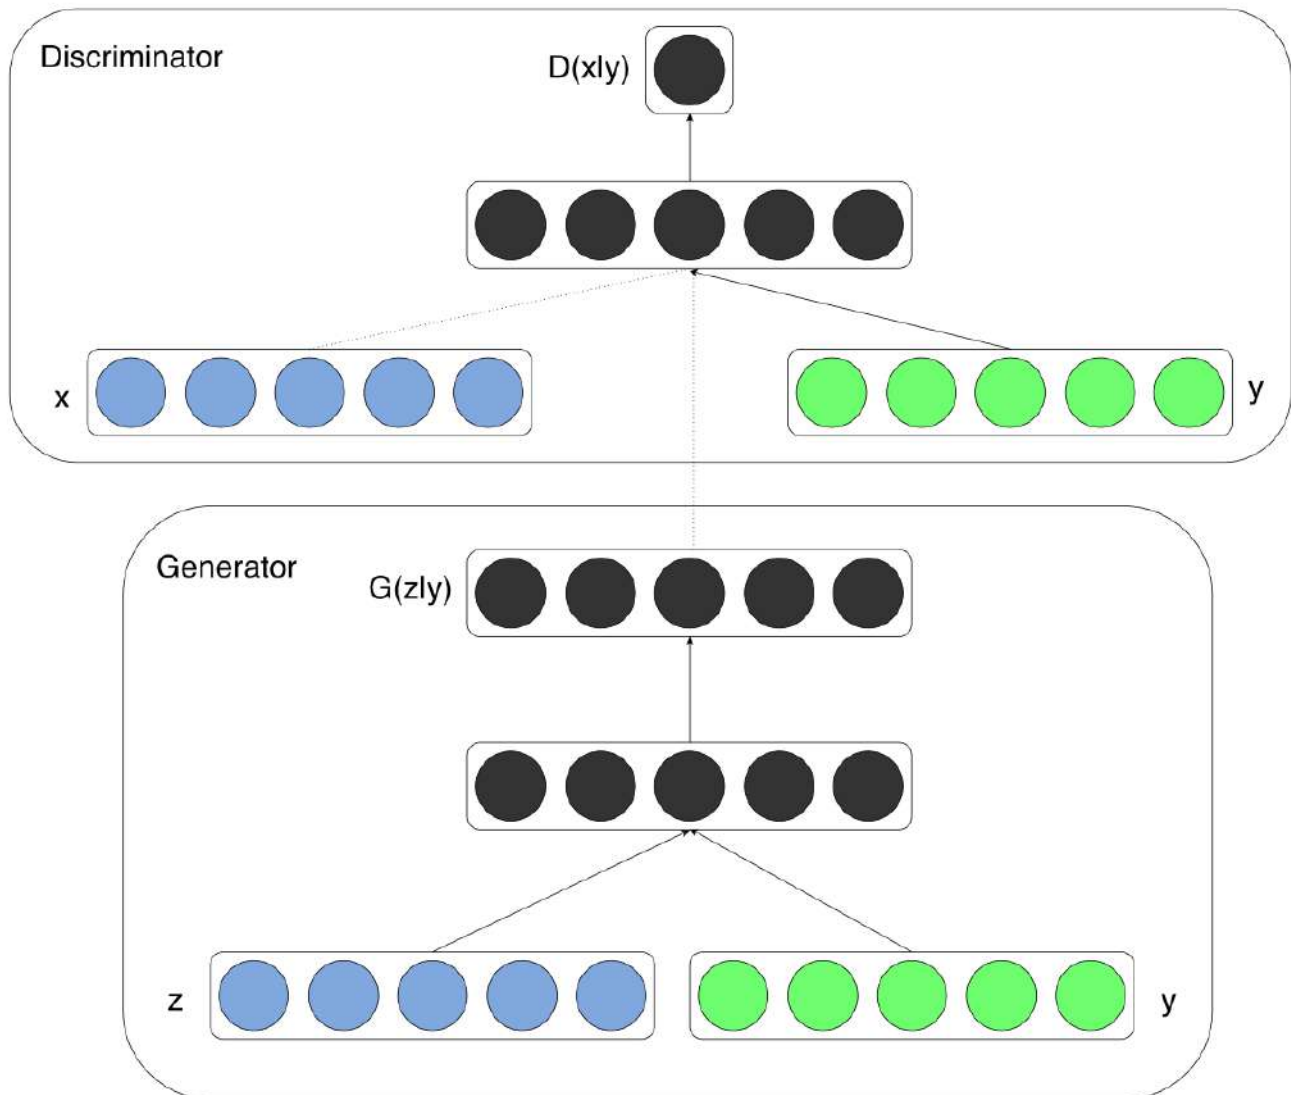 Discriminator
D(x|y)
x
y
Generator
G(z|y)
z
y